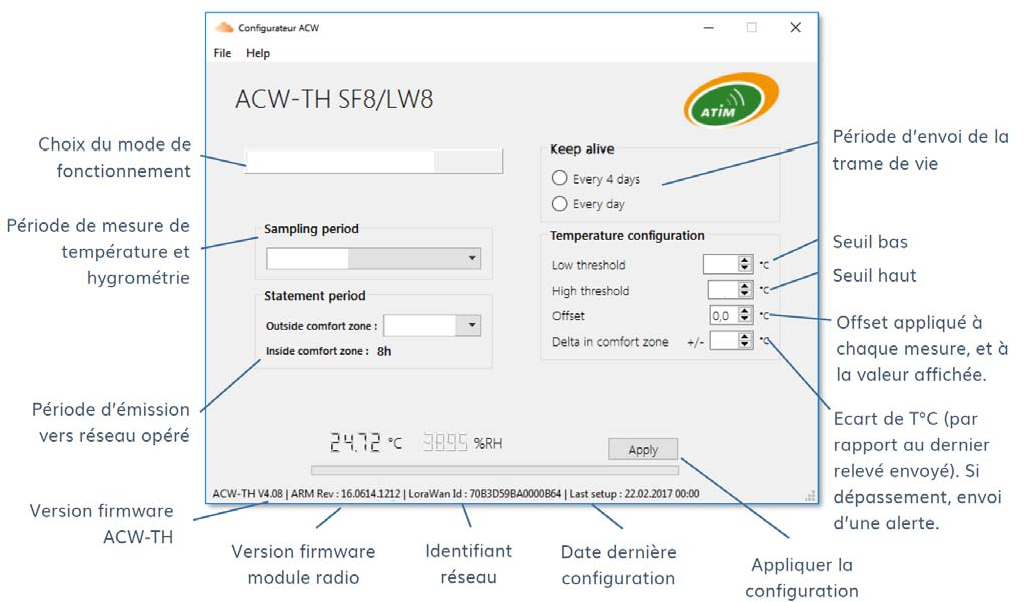 Configurateur ACW
File Help
ACW-TH SF8/LW8
ATIM
Choix du mode de
fonctionnement
Keep alive
Every 4 days
Every day
Période d'envoi de la
trame de vie
Période de mesure de
température et
hygrométrie
Sampling period
Statement period
Outside comfort zone :
Inside comfort zone : 8h
Temperature configuration
Low threshold °C
High threshold °C
Offset 0,0 °C
Delta in comfort zone +/- °C
Seuil bas
Seuil haut
Offset appliqué à
chaque mesure, et à
la valeur affichée.
Ecart de T°C (par
rapport au dernier
relevé envoyé). Si
dépassement, envoi
d'une alerte.
Période d'émission
vers réseau opéré
24.72 °C 38.95 %RH
Apply
ACW-TH V4.08 | ARM Rev : 16.0614.1212 | LoraWan Id : 70B3D59BA0000B64 | Last setup : 22.02.2017 00:00
Version firmware
ACW-TH
Version firmware
module radio
Identifiant
réseau
Date dernière
configuration
Appliquer la
configuration